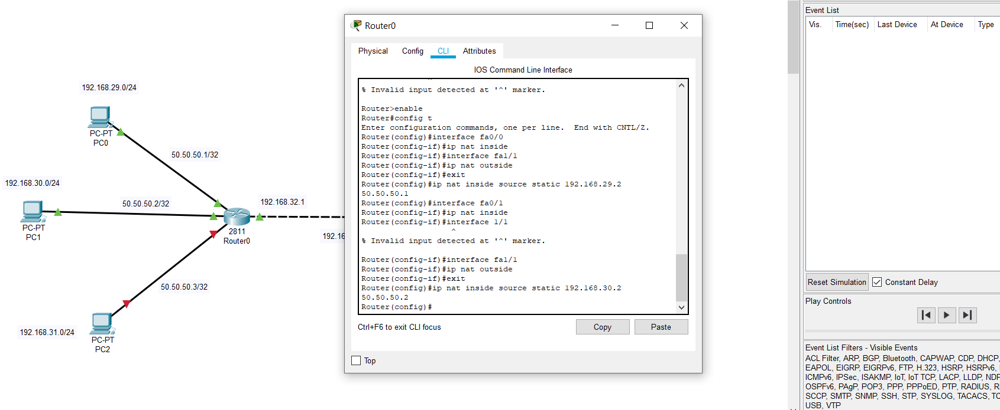 192.168.29.0/24
PC-PT
PC0
50.50.50.1/32
192.168.30.0/24
50.50.50.2/32
192.168.32.1
PC-PT
PC1
2811
Router0
192.16
50.50.50.3/32
192.168.31.0/24
PC-PT
PC2
Router0
Physical Config CLI Attributes
IOS Command Line Interface
^
% Invalid input detected at '^' marker.
Router>enable
Router#config t
Enter configuration commands, one per line.  End with CNTL/Z.
Router(config)#interface fa0/0
Router(config-if)#ip nat inside
Router(config-if)#interface fa1/1
Router(config-if)#ip nat outside
Router(config-if)#exit
Router(config)#ip nat inside source static 192.168.29.2
50.50.50.1
Router(config)#interface fa0/1
Router(config-if)#ip nat inside
Router(config-if)#interface 1/1
^
% Invalid input detected at '^' marker.
Router(config-if)#interface fa1/1
Router(config-if)#ip nat outside
Router(config-if)#exit
Router(config)#ip nat inside source static 192.168.30.2
50.50.50.2
Router(config)#
Ctrl+F6 to exit CLI focus
Copy
Paste
Top
Event List
Vis. Time(sec) Last Device At Device Type
Reset Simulation
Constant Delay
Play Controls
Event List Filters - Visible Events
ACL Filter, ARP, BGP, Bluetooth, CAPWAP, CDP, DHCP,
EAPOL, EIGRP, EIGRPv6, FTP, H.323, HSRP, HSRPv6,
ICMPv6, IPSec, ISAKMP, IoT, IoT TCP, LACP, LLDP, NDP
OSPFv6, PAgP, POP3, PPP, PPPoED, PTP, RADIUS,
SCCP, SMTP, SNMP, SSH, STP, SYSLOG, TACACS,
USB, VTP